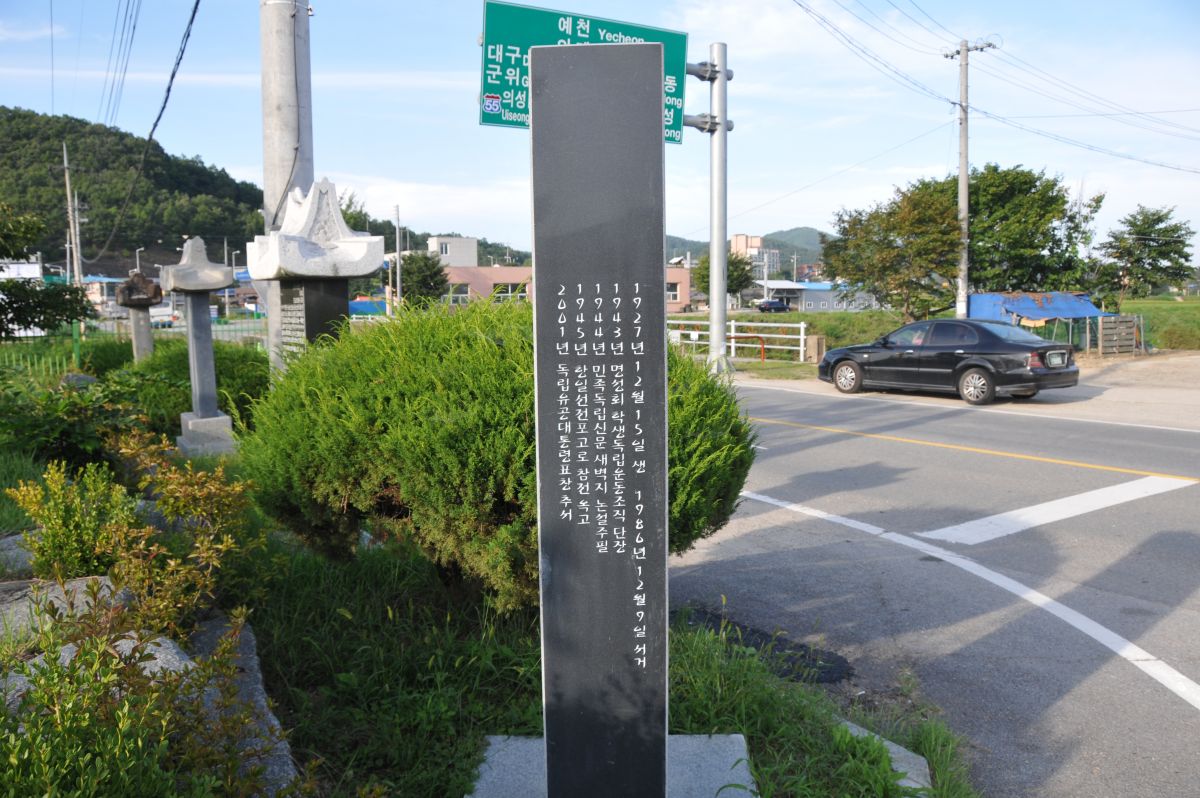 예천 Yecheon
대구
군위
55 의성
Uiseong
동
성
1927년 12월 15일 생 1986년 12월 9일 서거
1943년 명성회 학생독립운동조직 단장
1944년 민족독립신문 새벽지 논설주필
1945년 한일선전포고로 참전 옥고
2001년 독립유공대통령표창 추서